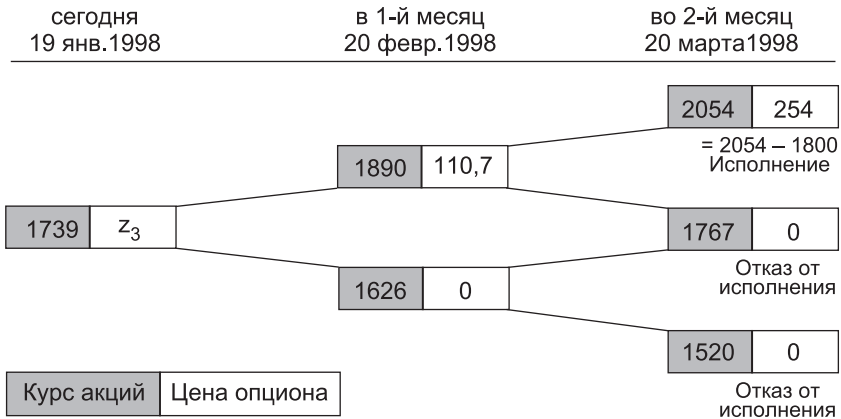 сегодня
19 янв.1998
в 1-й месяц
20 февр.1998
во 2-й месяц
20 марта1998
2054 254
= 2054 – 1800
Исполнение
1890 110,7
1739 z3
1767 0
Отказ от
исполнения
1626 0
1520 0
Отказ от
исполнения
Курс акций Цена опциона